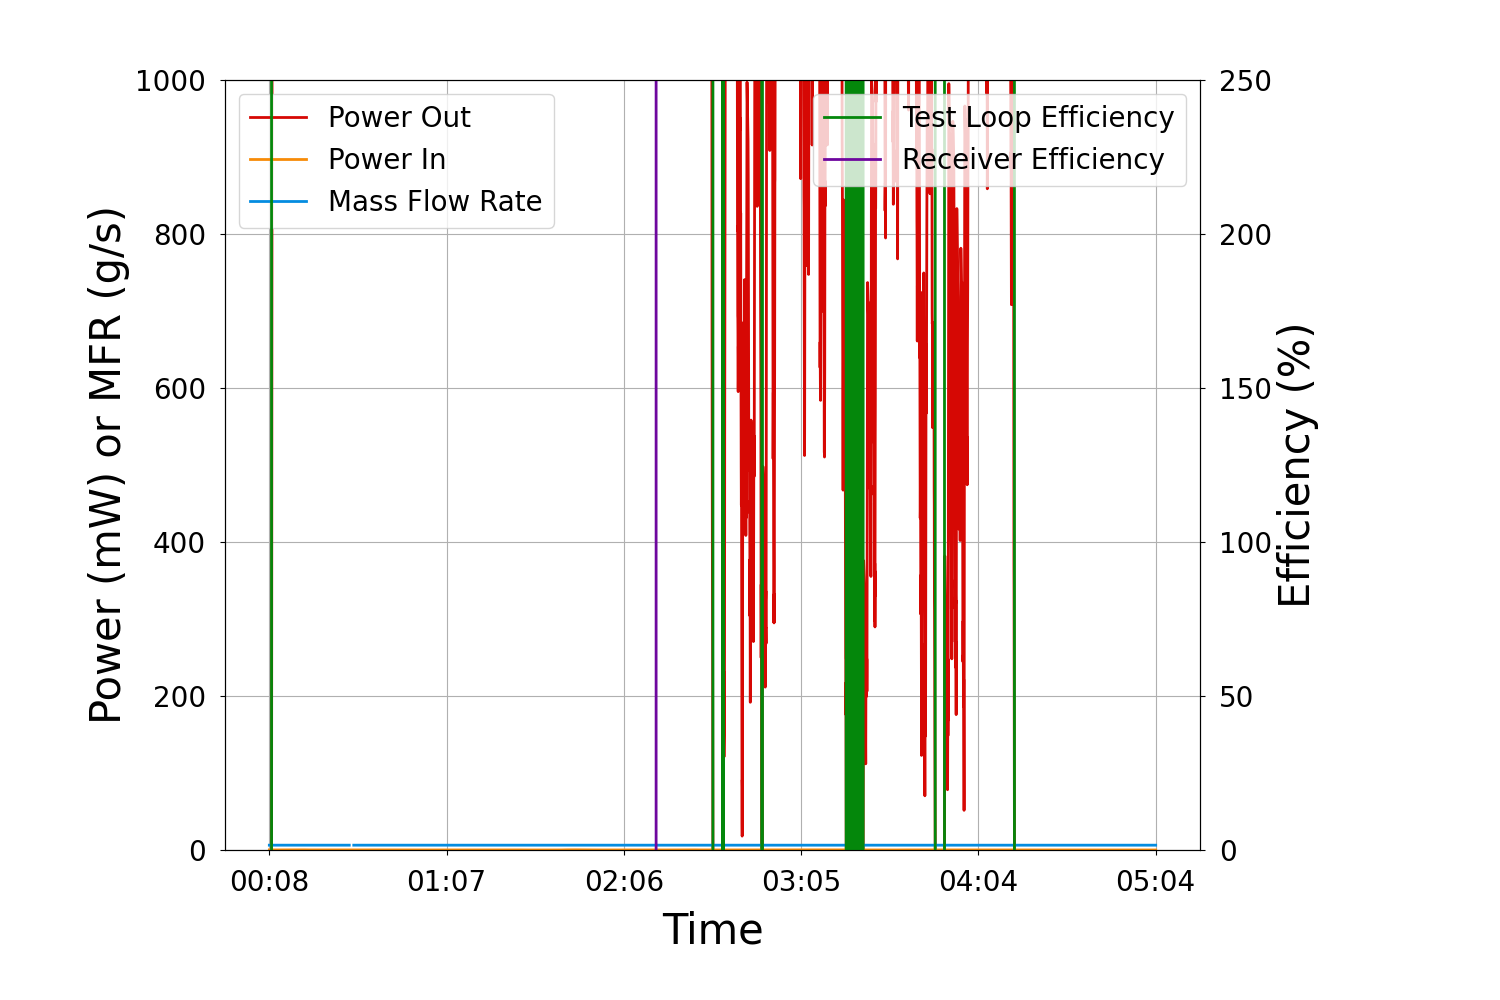 1000
800
600
400
200
0
Power (mW) or MFR (g/s)
Power Out
Power In
Mass Flow Rate
Test Loop Efficiency
Receiver Efficiency
250
200
150
100
50
0
Efficiency (%)
00:08 01:07 02:06 03:05 04:04 05:04
Time